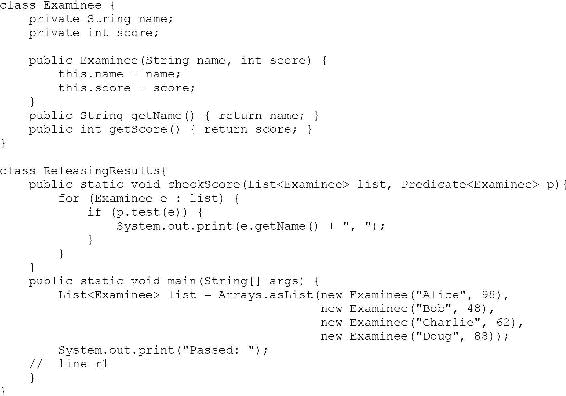 class Examinee {
    private String name;
    private int score;

    public Examinee(String name, int score) {
        this.name = name;
        this.score = score;
    }
    public String getName() { return name; }
    public int getScore() { return score; }
}

class ReleasingResults{
    public static void checkScore(List<Examinee> list, Predicate<Examinee> p){
        for (Examinee e : list) {
            if (p.test(e)) {
                System.out.print(e.getName() + ", ");
            }
        }
    }
    public static void main(String[] args) {
        List<Examinee> list = Arrays.asList(new Examinee("Alice", 98),
                                            new Examinee("Bob", 48),
                                            new Examinee("Charlie", 62),
                                            new Examinee("Doug", 88));
        System.out.print("Passed: ");
    //  line n1
    }
}